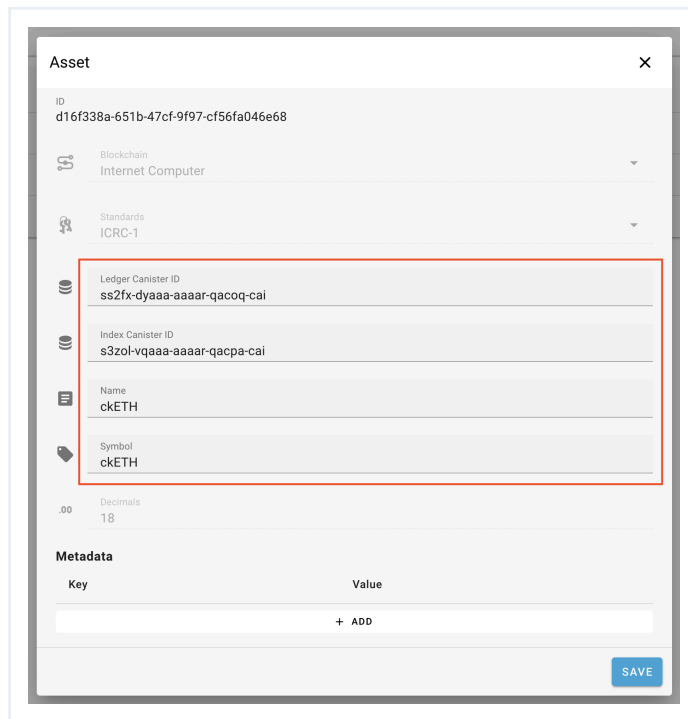 Asset
ID
d16f338a-651b-47cf-9f97-cf56fa046e68
Blockchain
Internet Computer
Standards
ICRC-1
Ledger Canister ID
ss2fx-dyaaa-aaaar-qacoq-cai
Index Canister ID
s3zol-vqaaa-aaaar-qacpa-cai
Name
ckETH
Symbol
ckETH
.00
Decimals
18
Metadata
Key Value
+ ADD
SAVE